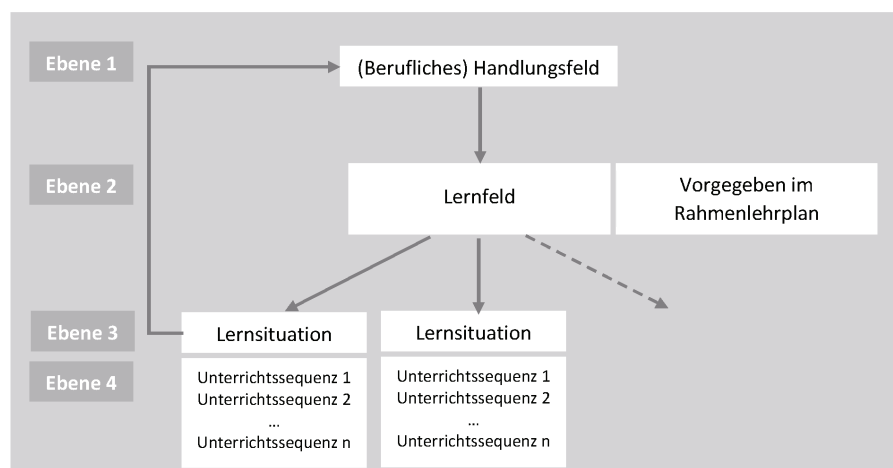 Ebene 1
(Berufliches) Handlungsfeld
Ebene 2
Lernfeld
Vorgegeben im
Rahmenlehrplan
Ebene 3
Lernsituation
Lernsituation
Ebene 4
Unterrichtssequenz 1
Unterrichtssequenz 2
...
Unterrichtssequenz n
Unterrichtssequenz 1
Unterrichtssequenz 2
...
Unterrichtssequenz n